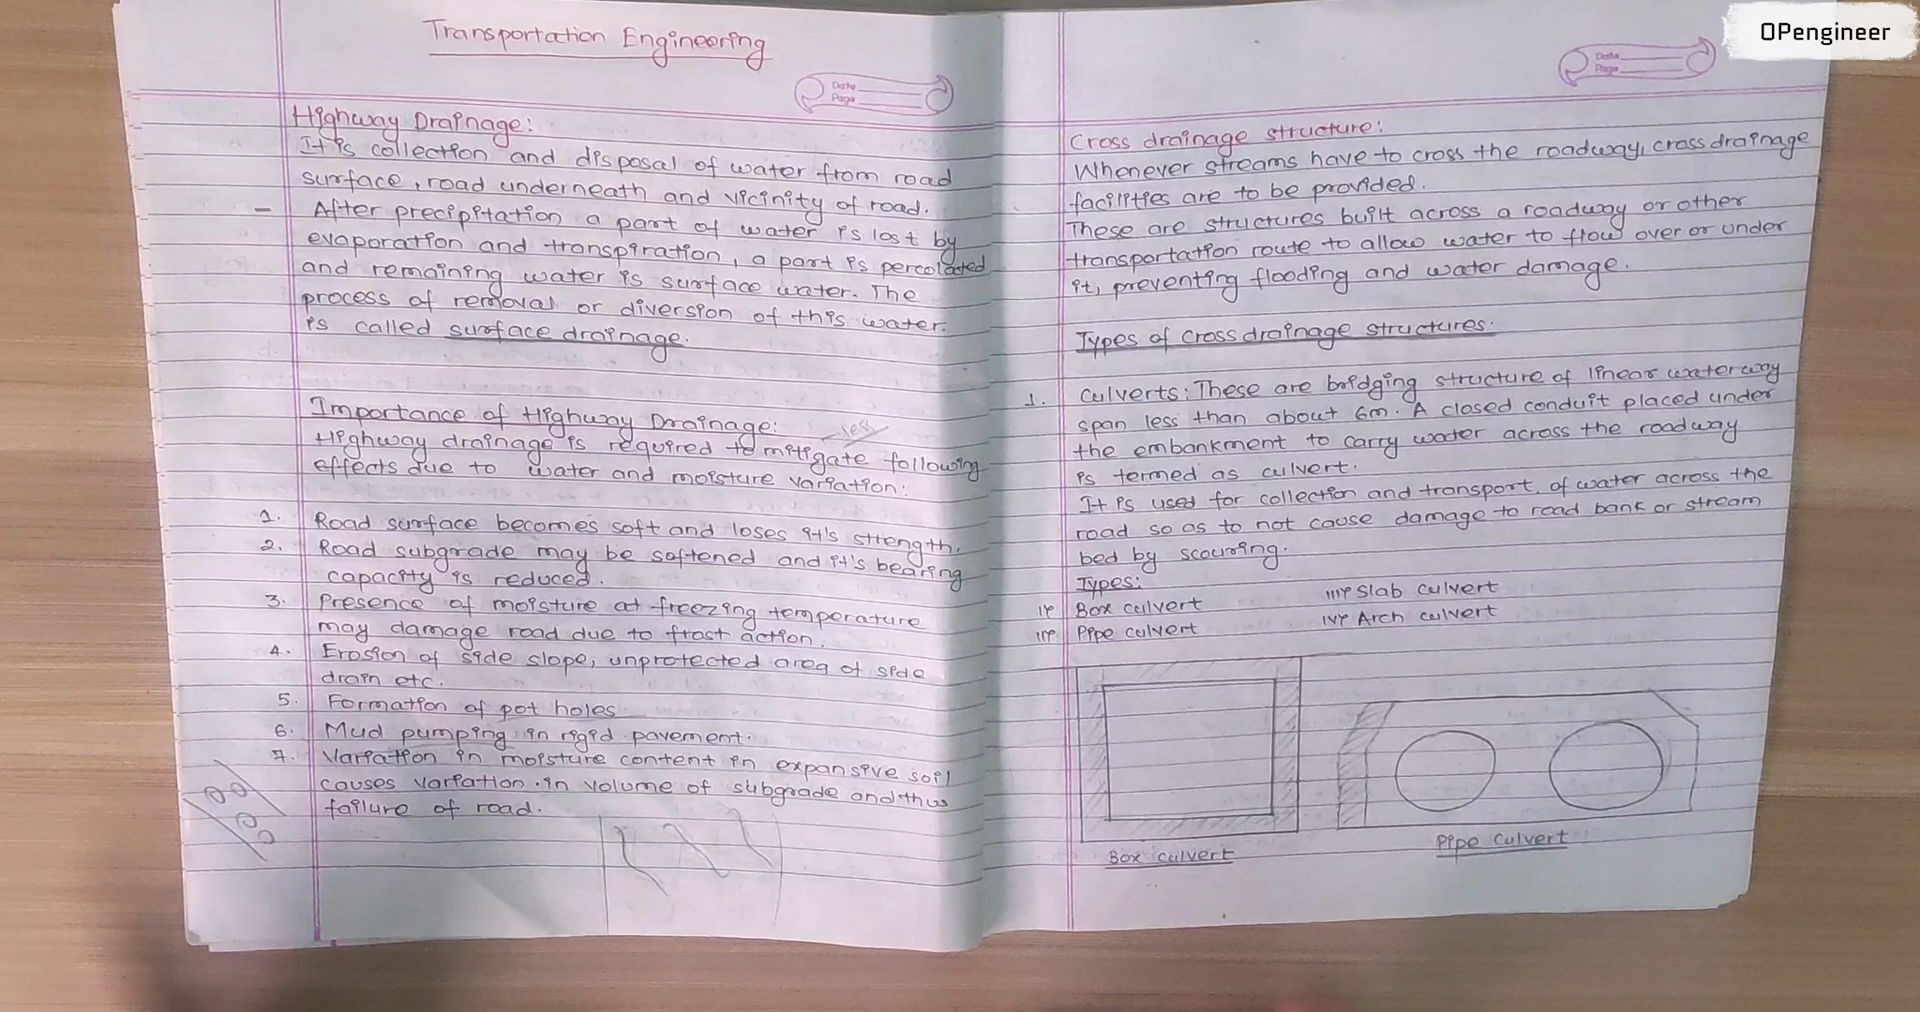 OPengineer
Transportation Engineering
Date
Page
Highway Drainage:
It is collection and disposal of water from road
surface, road underneath and vicinity of road.
- After precipitation a part of water is lost by
evaporation and transpiration, a part is percolated
and remaining water is surface water. The
process of removal or diversion of this water.
is called surface drainage.
Importance of Highway Drainage:
less
Highway drainage is required to mitigate following
effects due to water and moisture variation:
1. Road surface becomes soft and loses it's strength.
2. Road subgrade may be softened and it's bearing
capacity is reduced.
3. Presence of moisture at freezing temperature
may damage road due to frost action.
4. Erosion of side slope, unprotected area of side
drain etc.
5. Formation of pot holes
6. Mud pumping in rigid pavement.
7. Variation in moisture content in expansive soil
causes variation in volume of subgrade and thus
failure of road.
Date
Page
Cross drainage structure:
Whenever streams have to cross the roadway, cross drainage
facilities are to be provided.
These are structures built across a roadway or other
transportation route to allow water to flow over or under
it, preventing flooding and water damage.
Types of cross drainage structures.
1. Culverts: These are bridging structure of linear waterway
span less than about 6m. A closed conduit placed under
the embankment to carry water across the roadway
is termed as culvert.
It is used for collection and transport of water across the
road so as to not cause damage to road bank or stream
bed by scouring.
Types:
i) Box culvert iii) Slab culvert
ii) Pipe culvert iv) Arch culvert
Box culvert
Pipe Culvert